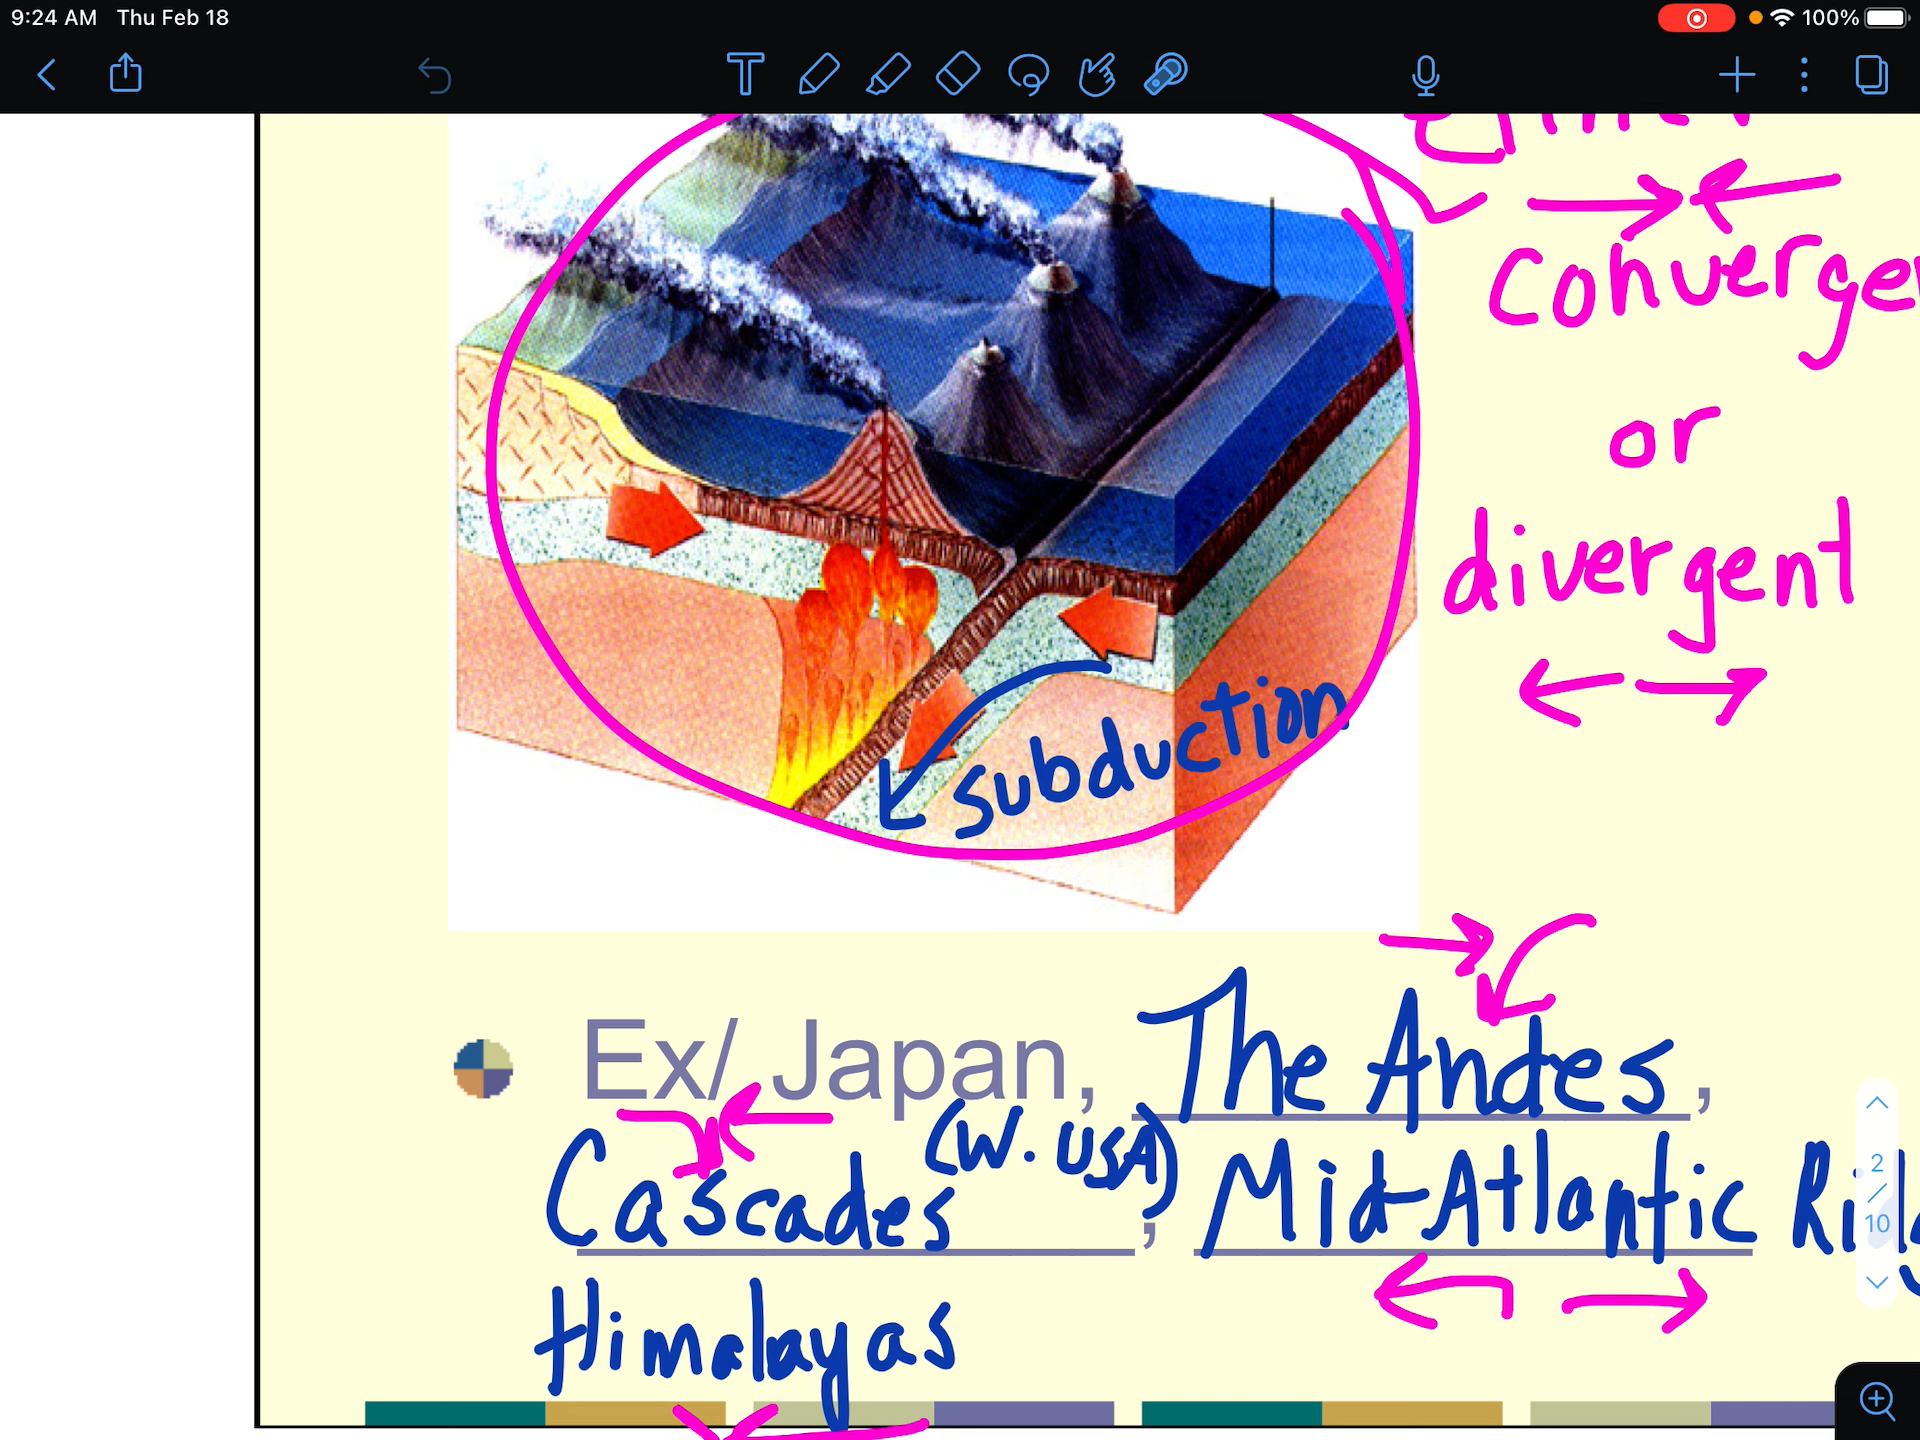 9:24 AM Thu Feb 18
100%
Converge
or
divergent
subduction
Ex/ Japan, The Andes,
(W. USA)
Cascades, Mid-Atlantic
Himalayas
2
/
10